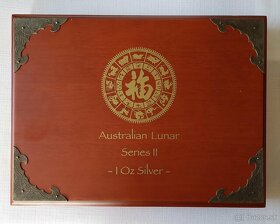 福
Australian Lunar
Series II
~ 1 Oz Silver ~